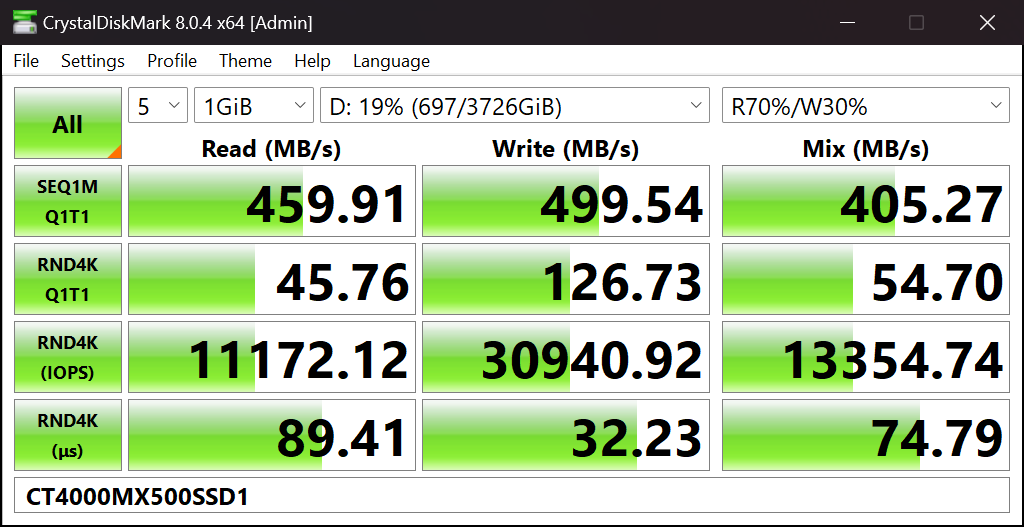 CrystalDiskMark 8.0.4 x64 [Admin]
File Settings Profile Theme Help Language
All 5 1GiB D: 19% (697/3726GiB) R70%/W30%
Read (MB/s) Write (MB/s) Mix (MB/s)
SEQ1M
Q1T1
459.91 499.54 405.27
RND4K
Q1T1
45.76 126.73 54.70
RND4K
(IOPS)
11172.12 30940.92 13354.74
RND4K
(μs)
89.41 32.23 74.79
CT4000MX500SSD1